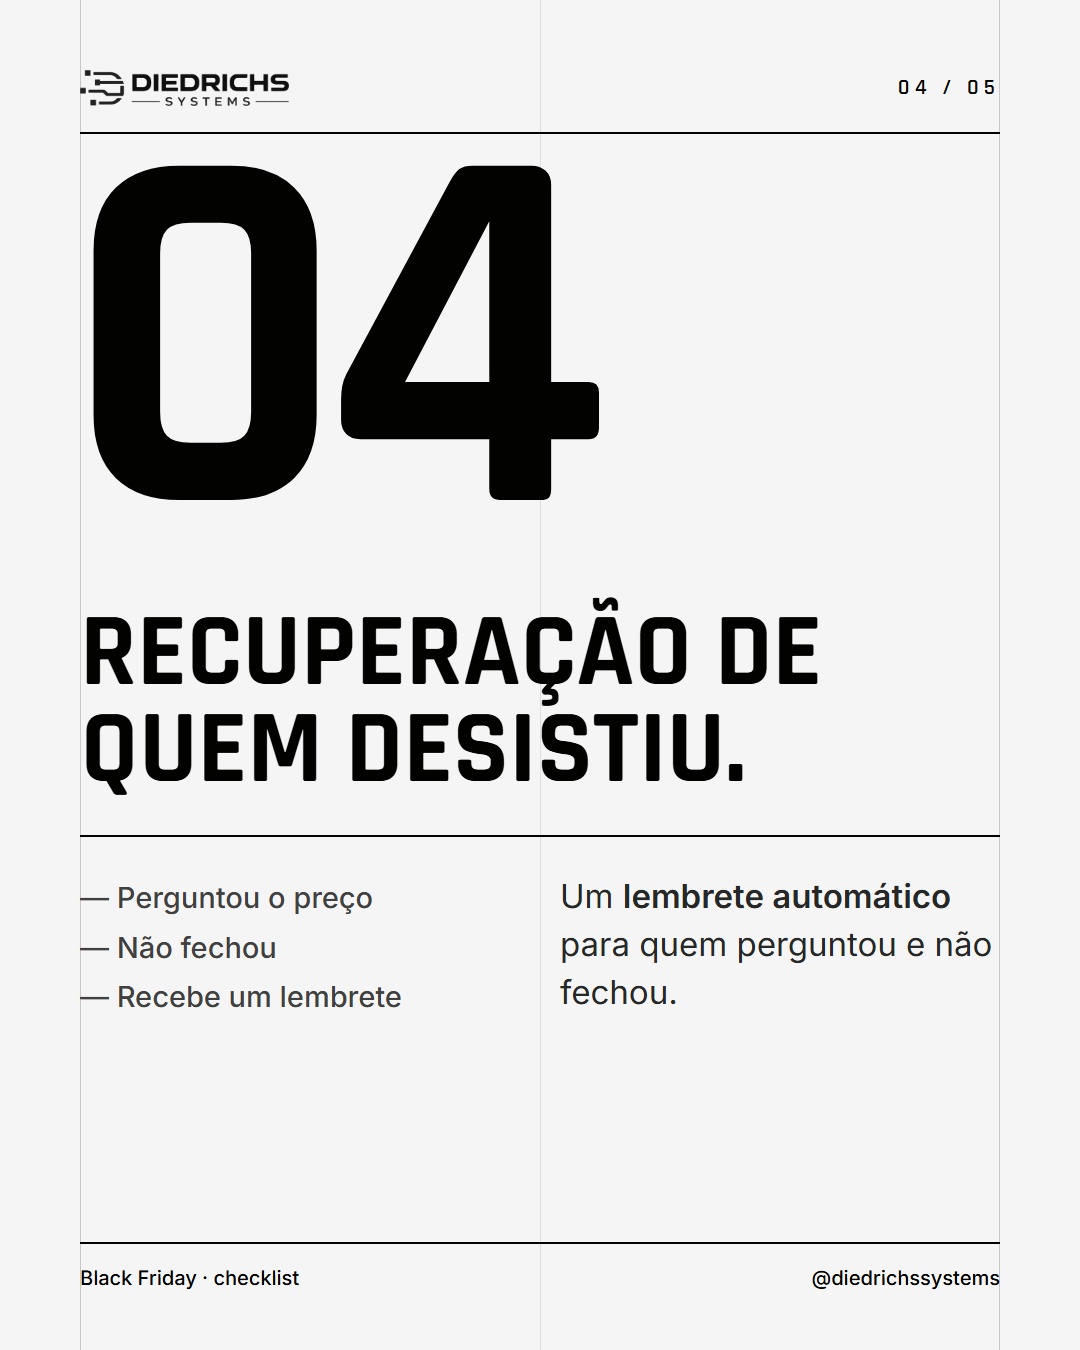 DIEDRICHS
SYSTEMS
04 / 05
04
RECUPERAÇÃO DE
QUEM DESISTIU.
— Perguntou o preço
— Não fechou
— Recebe um lembrete
Um lembrete automático
para quem perguntou e não
fechou.
Black Friday · checklist
@diedrichssystems